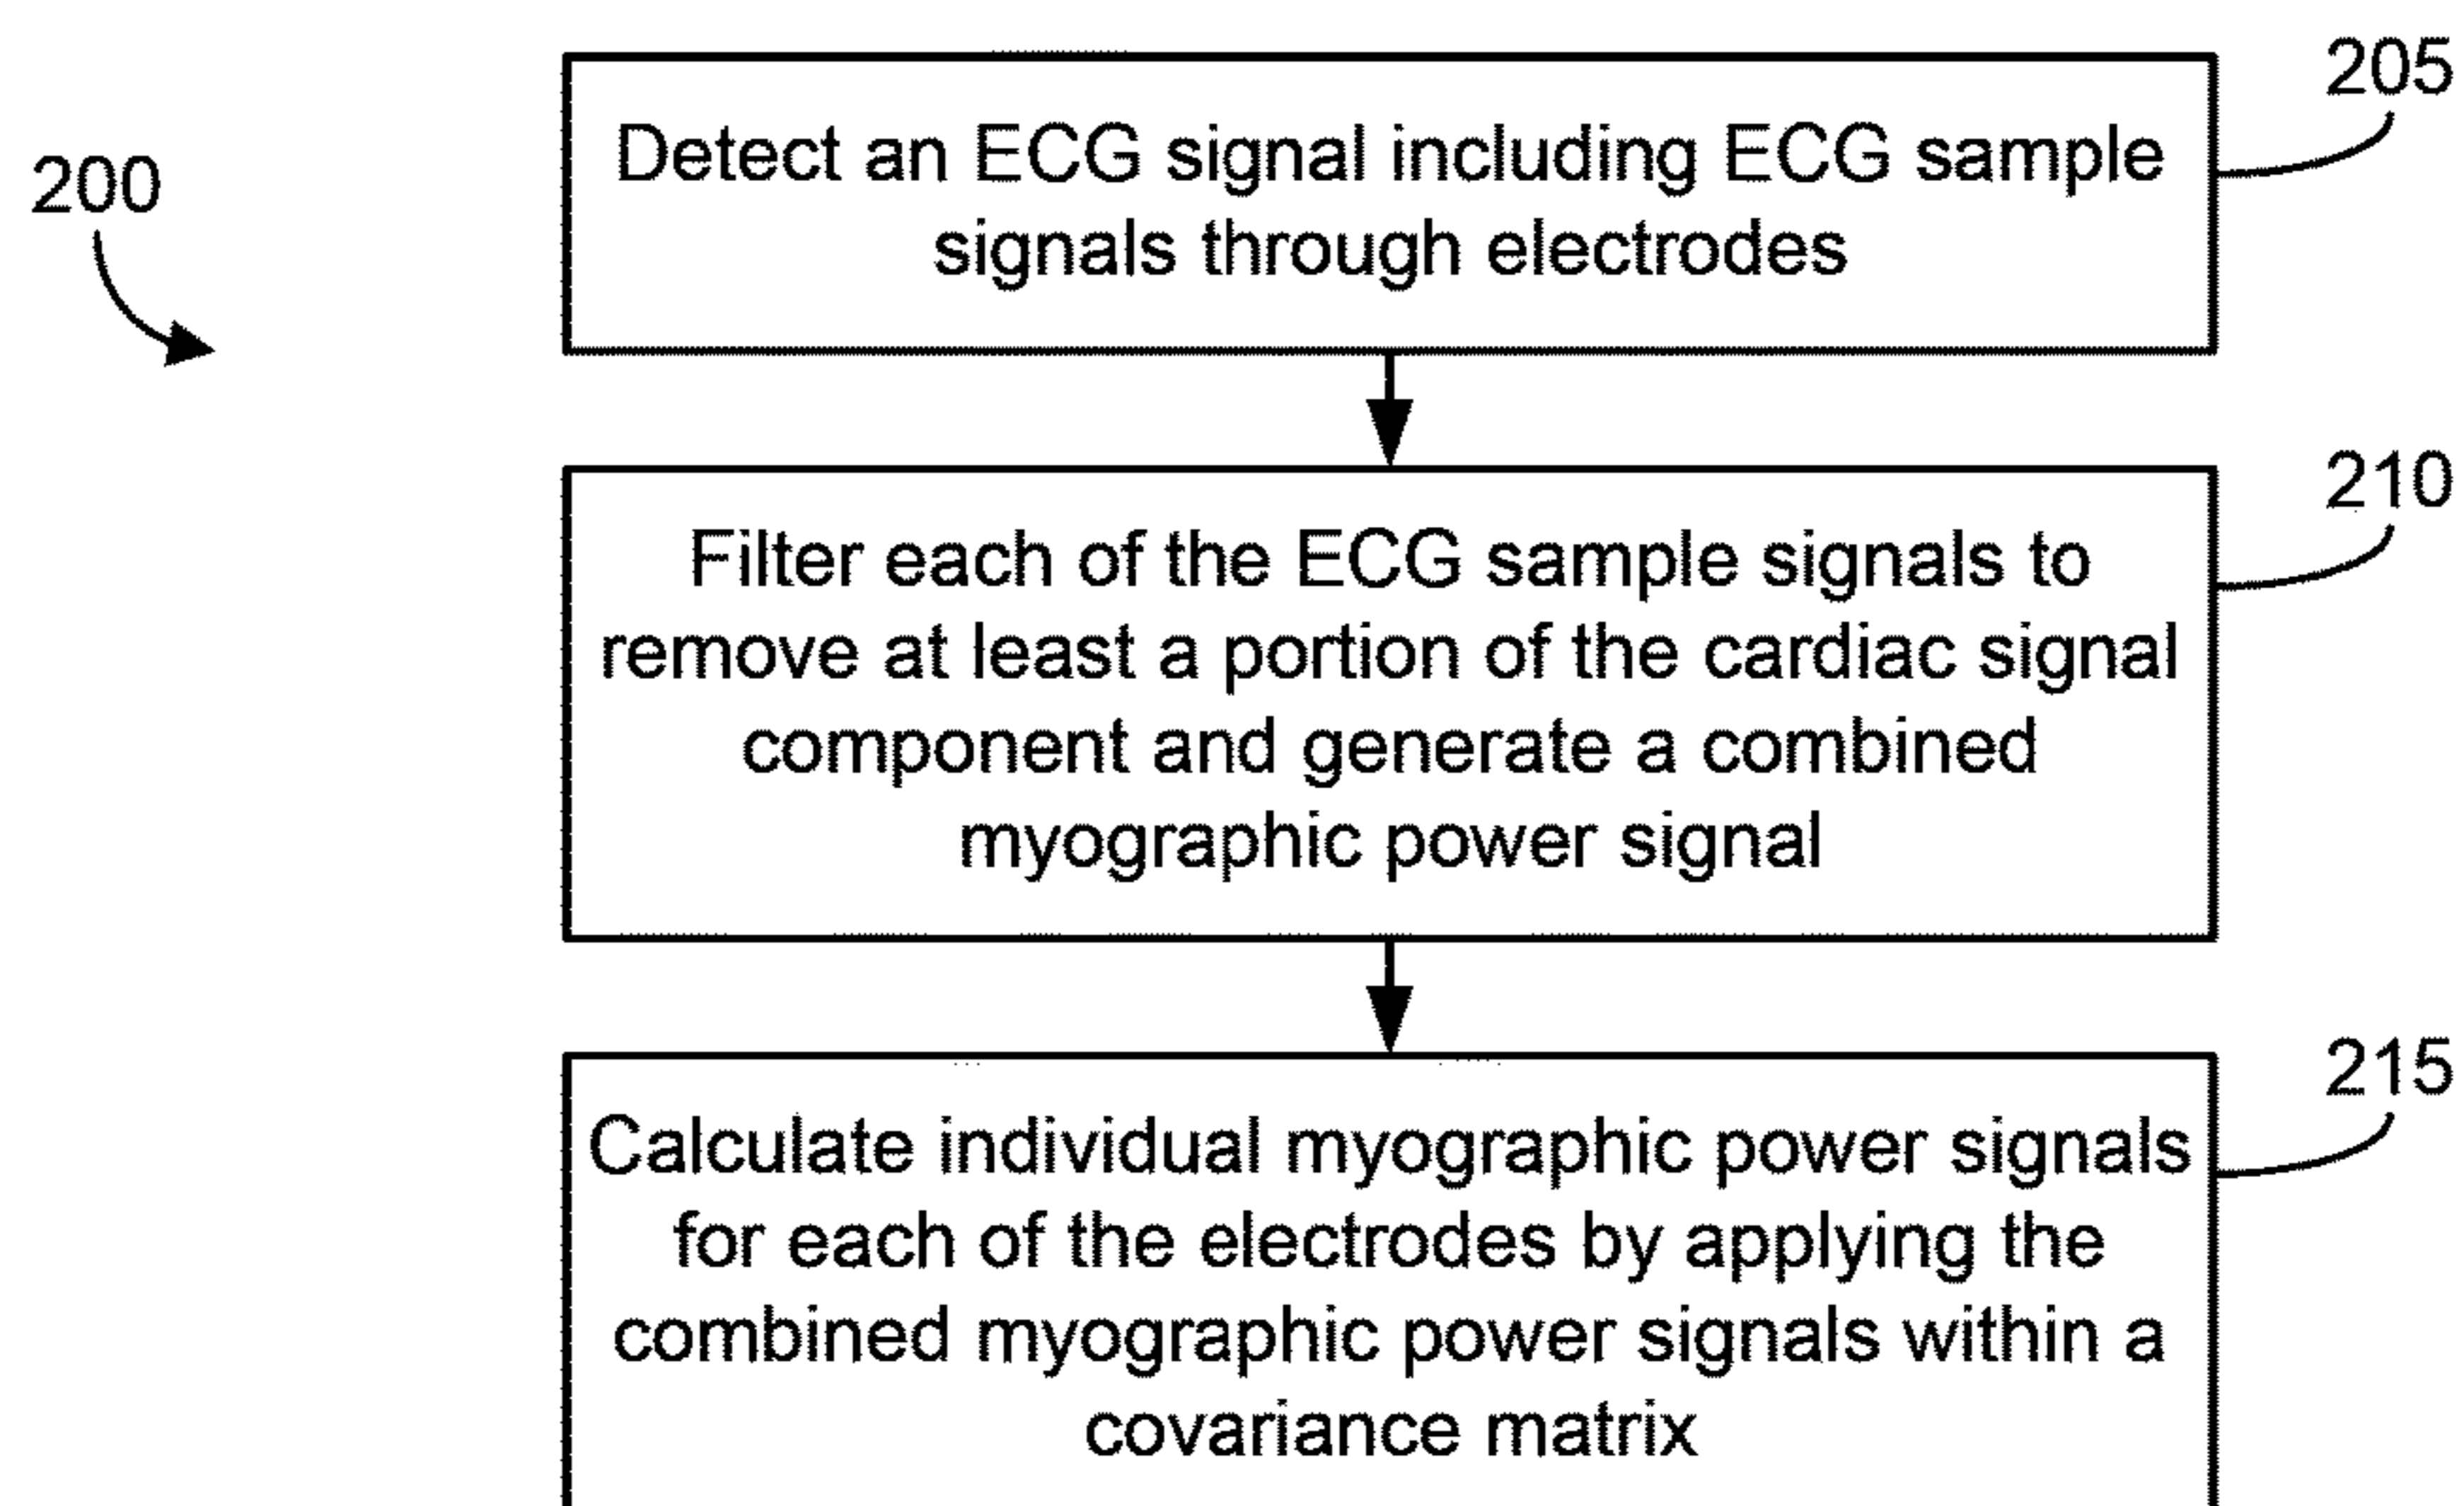 205
Detect an ECG signal including ECG sample
signals through electrodes
200
210
Filter each of the ECG sample signals to
remove at least a portion of the cardiac signal
component and generate a combined
myographic power signal
215
Calculate individual myographic power signals
for each of the electrodes by applying the
combined myographic power signals within a
covariance matrix